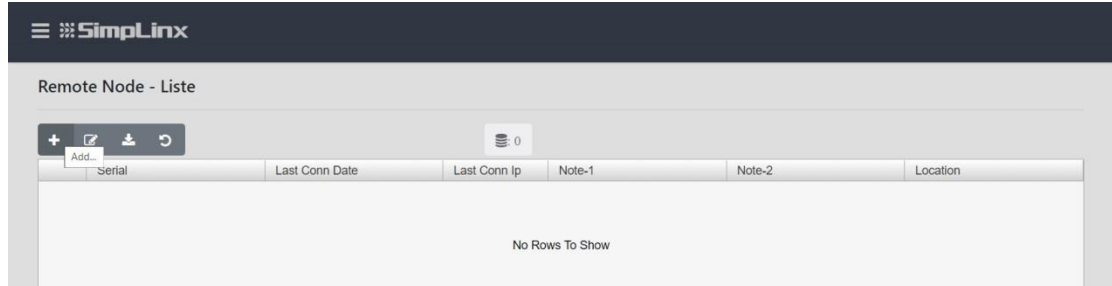 SimpLinx
Remote Node - Liste
: 0
Add...
Serial Last Conn Date Last Conn Ip Note-1 Note-2 Location
No Rows To Show